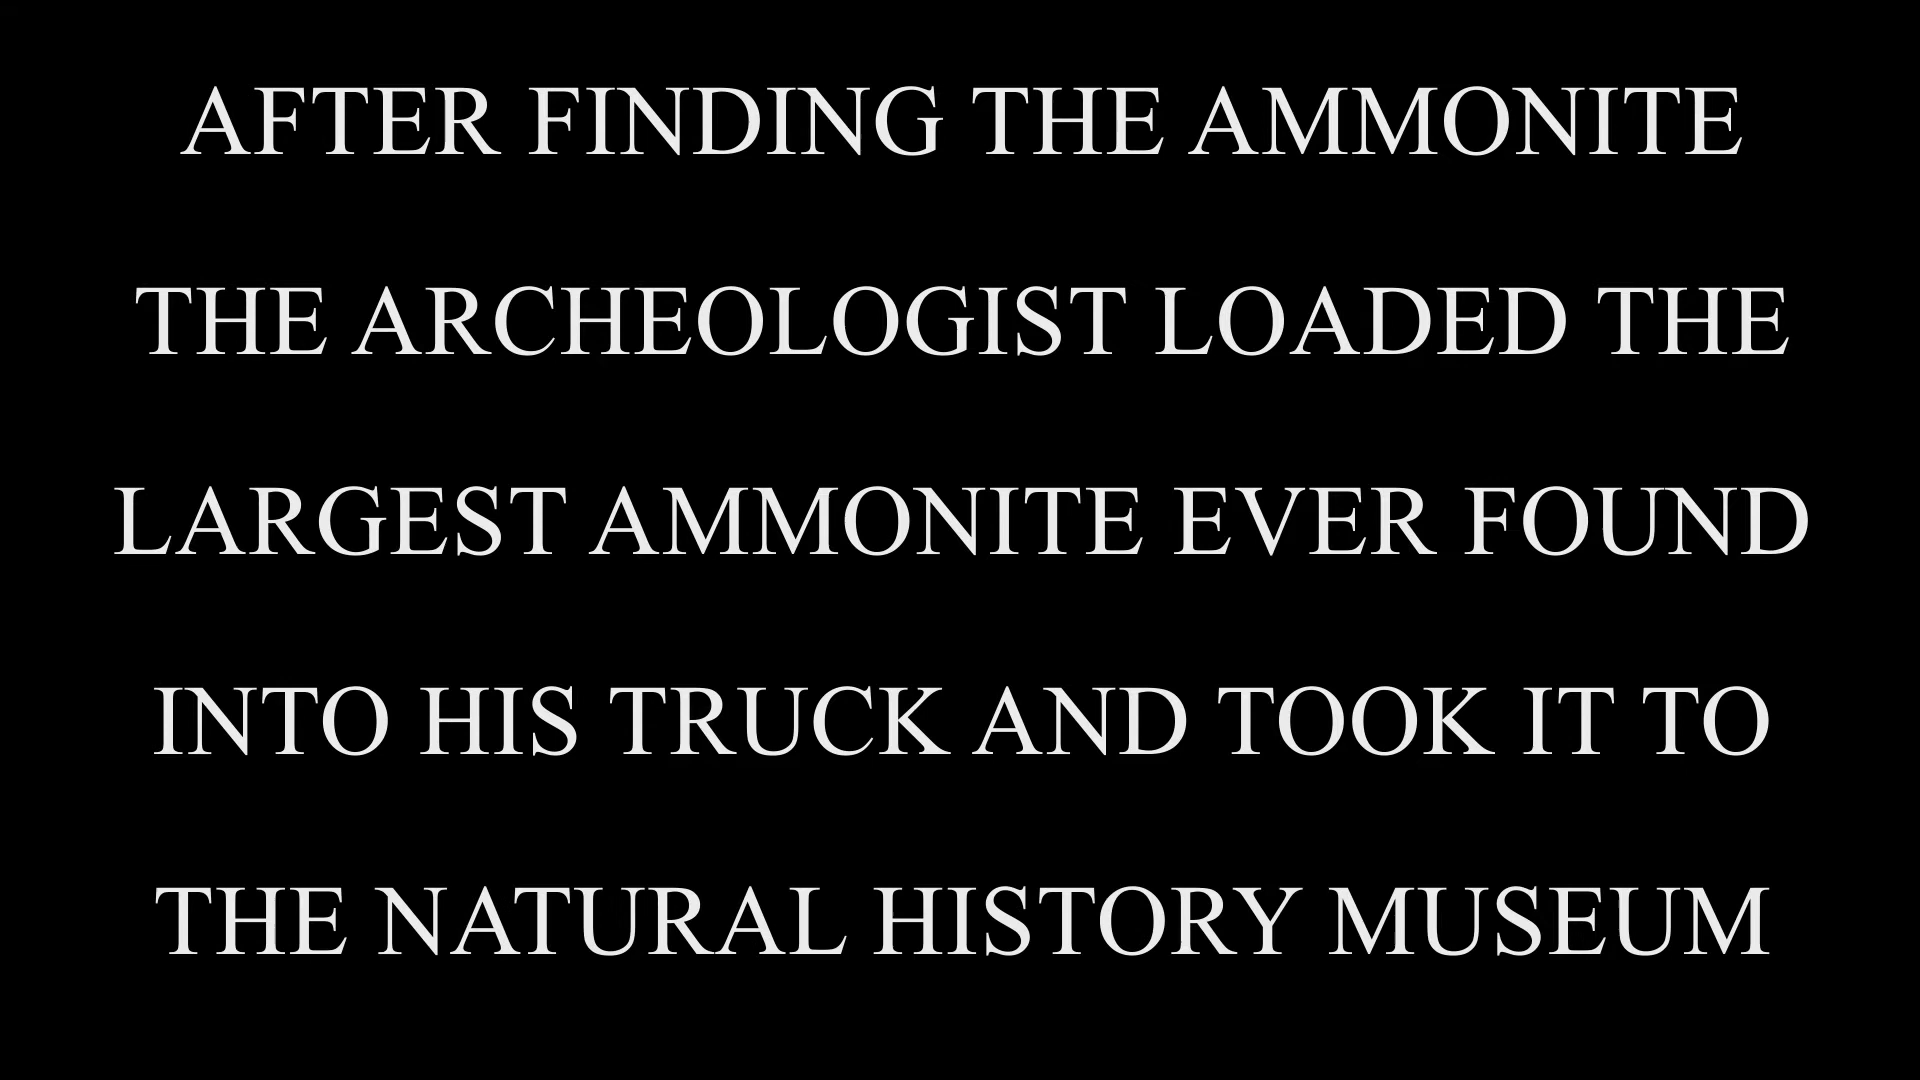 AFTER FINDING THE AMMONITE
THE ARCHEOLOGIST LOADED THE
LARGEST AMMONITE EVER FOUND
INTO HIS TRUCK AND TOOK IT TO
THE NATURAL HISTORY MUSEUM